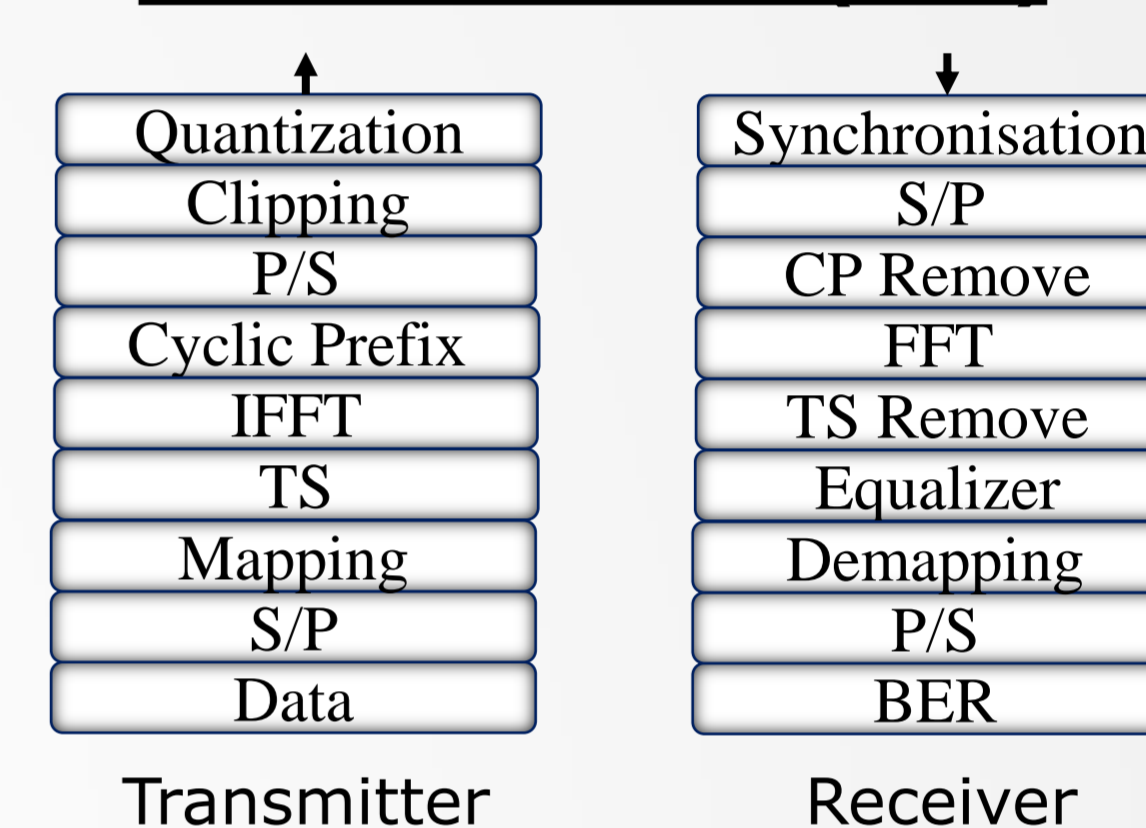 Quantization
Clipping
P/S
Cyclic Prefix
IFFT
TS
Mapping
S/P
Data
Transmitter
Synchronisation
S/P
CP Remove
FFT
TS Remove
Equalizer
Demapping
P/S
BER
Receiver